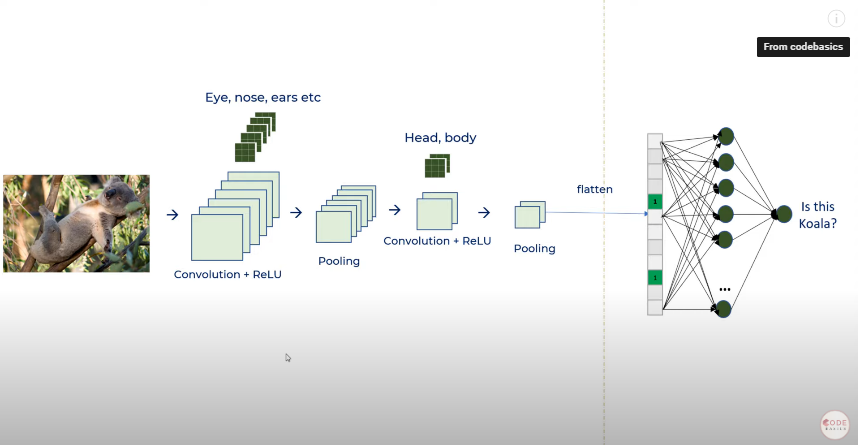 From codebasics
Eye, nose, ears etc
Head, body
flatten
1
1
Is this
Koala?
Convolution + ReLU
Pooling
Convolution + ReLU
Pooling
...
CODE
BASICS